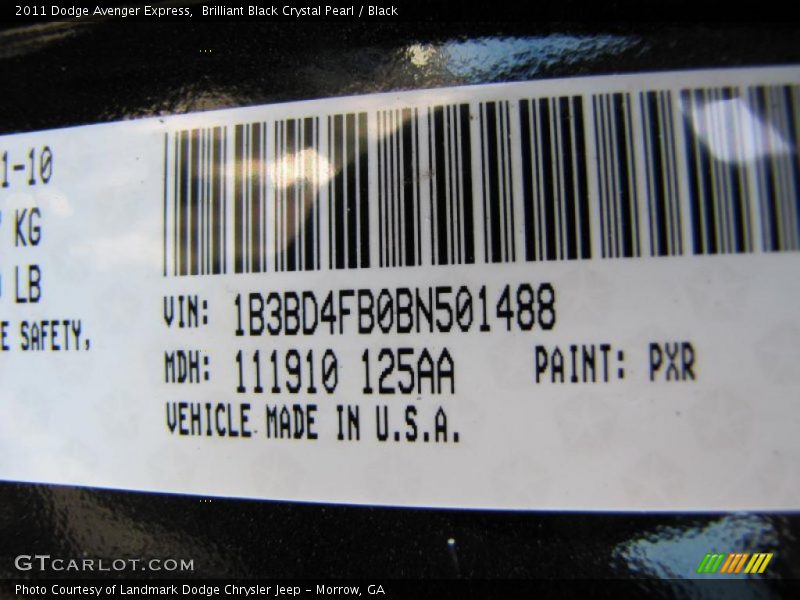 2011 Dodge Avenger Express,  Brilliant Black Crystal Pearl / Black
1-10
KG
LB
E SAFETY,
VIN: 1B3BD4FB0BN501488
MDH: 111910 125AA PAINT: PXR
VEHICLE MADE IN U.S.A.
GTCARLOT.COM
Photo Courtesy of Landmark Dodge Chrysler Jeep - Morrow, GA